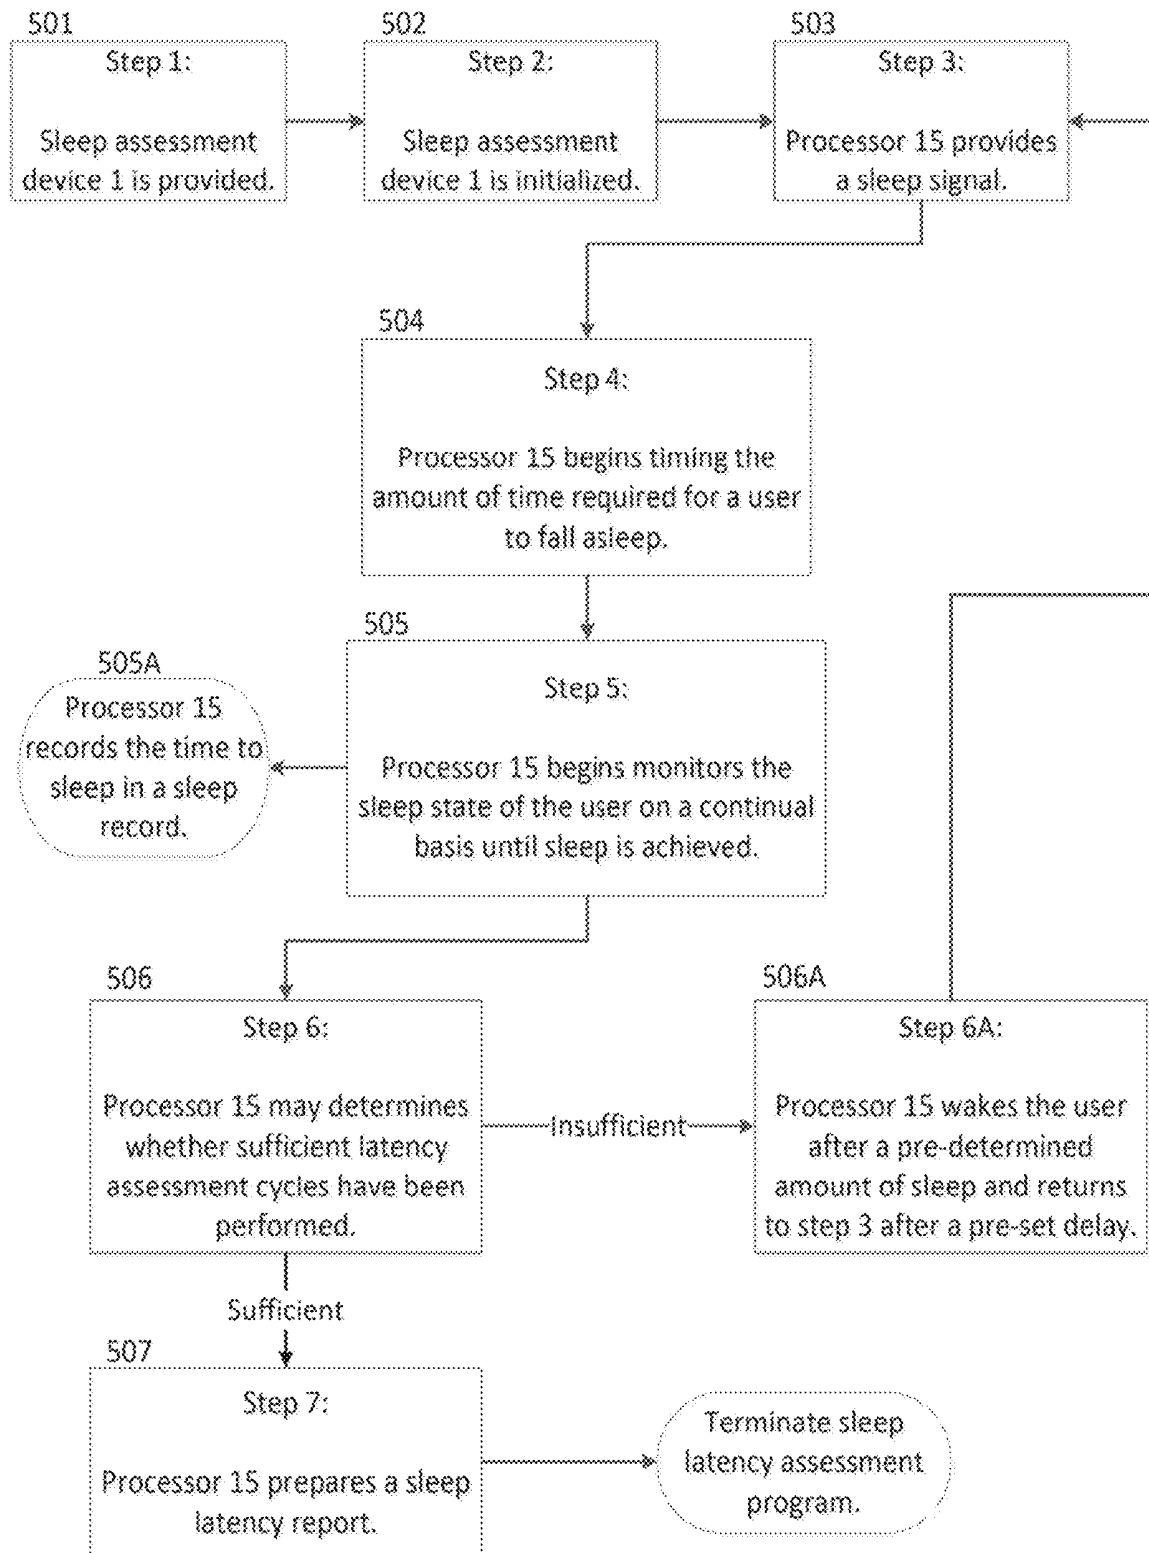 501
Step 1:
Sleep assessment
device 1 is provided.
502
Step 2:
Sleep assessment
device 1 is initialized.
503
Step 3:
Processor 15 provides
a sleep signal.
504
Step 4:
Processor 15 begins timing the
amount of time required for a user
to fall asleep.
505
Step 5:
Processor 15 begins monitors the
sleep state of the user on a continual
basis until sleep is achieved.
505A
Processor 15
records the time to
sleep in a sleep
record.
506
Step 6:
Processor 15 may determines
whether sufficient latency
assessment cycles have been
performed.
Insufficient
506A
Step 6A:
Processor 15 wakes the user
after a pre-determined
amount of sleep and returns
to step 3 after a pre-set delay.
Sufficient
507
Step 7:
Processor 15 prepares a sleep
latency report.
Terminate sleep
latency assessment
program.